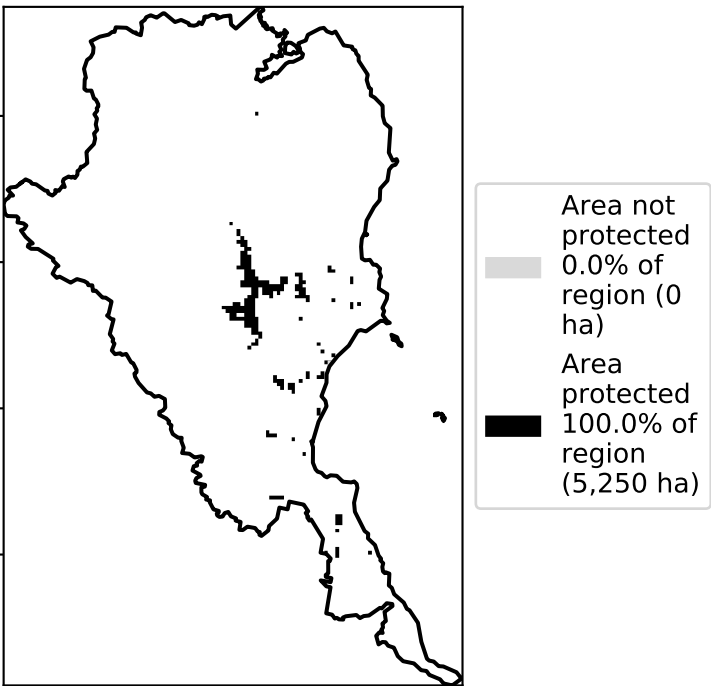 Area not
protected
0.0% of
region (0
ha)
Area
protected
100.0% of
region
(5,250 ha)